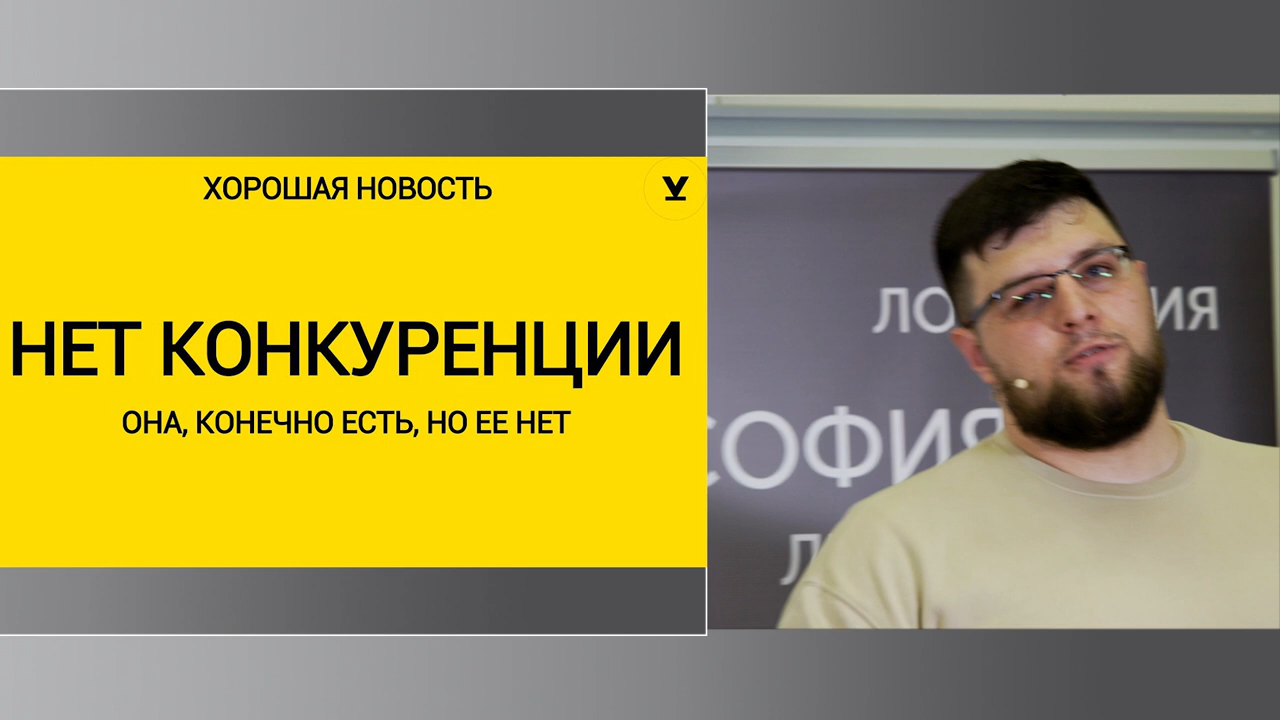 ХОРОШАЯ НОВОСТЬ
У
НЕТ КОНКУРЕНЦИИ
ОНА, КОНЕЧНО ЕСТЬ, НО ЕЕ НЕТ